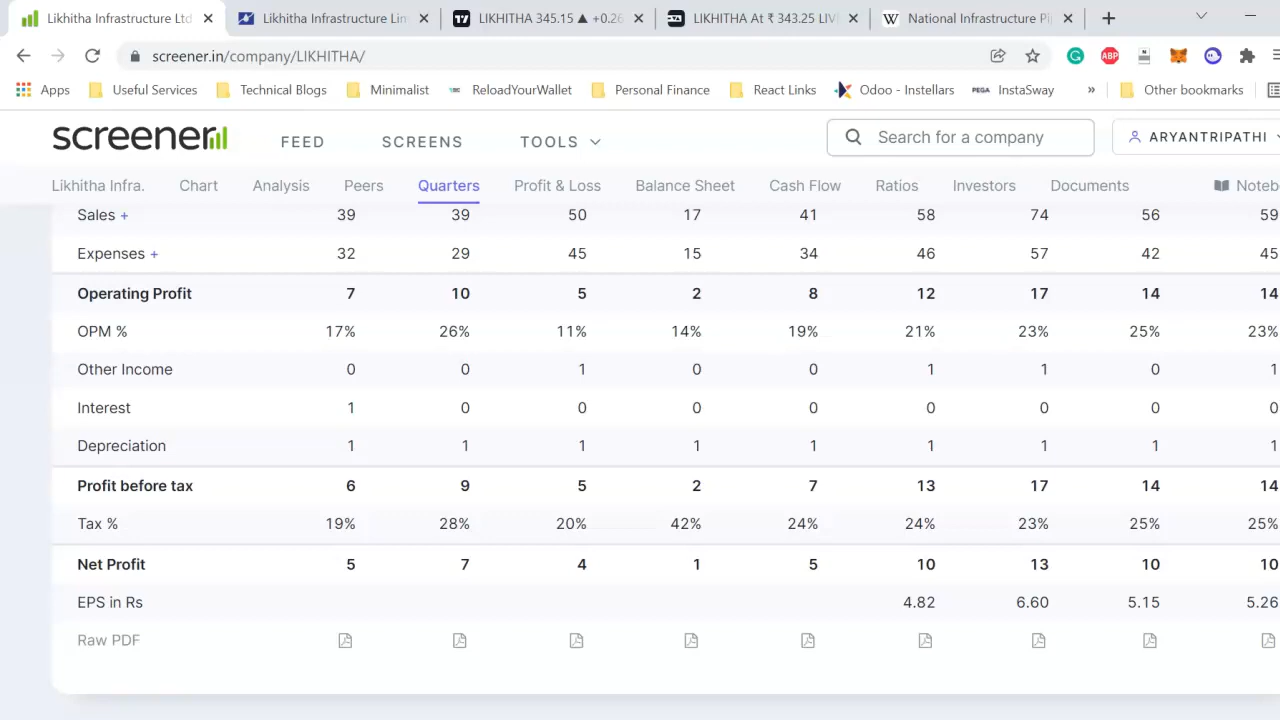 Likhitha Infrastructure Ltd
Likhitha Infrastructure Lim
LIKHITHA 345.15 ▲ +0.26
LIKHITHA At ₹ 343.25 LIV
National Infrastructure Pip
screener.in/company/LIKHITHA/
Apps Useful Services Technical Blogs Minimalist ReloadYourWallet Personal Finance React Links Odoo - Instellars InstaSway » Other bookmarks
screener FEED SCREENS TOOLS Search for a company ARYANTRIPATHI
Likhitha Infra. Chart Analysis Peers Quarters Profit & Loss Balance Sheet Cash Flow Ratios Investors Documents Noteb
Sales + 39 39 50 17 41 58 74 56 59
Expenses + 32 29 45 15 34 46 57 42 45
Operating Profit 7 10 5 2 8 12 17 14 14
OPM % 17% 26% 11% 14% 19% 21% 23% 25% 23%
Other Income 0 0 1 0 0 1 1 0 1
Interest 1 0 0 0 0 0 0 0 0
Depreciation 1 1 1 1 1 1 1 1 1
Profit before tax 6 9 5 2 7 13 17 14 14
Tax % 19% 28% 20% 42% 24% 24% 23% 25% 25%
Net Profit 5 7 4 1 5 10 13 10 10
EPS in Rs 4.82 6.60 5.15 5.26
Raw PDF